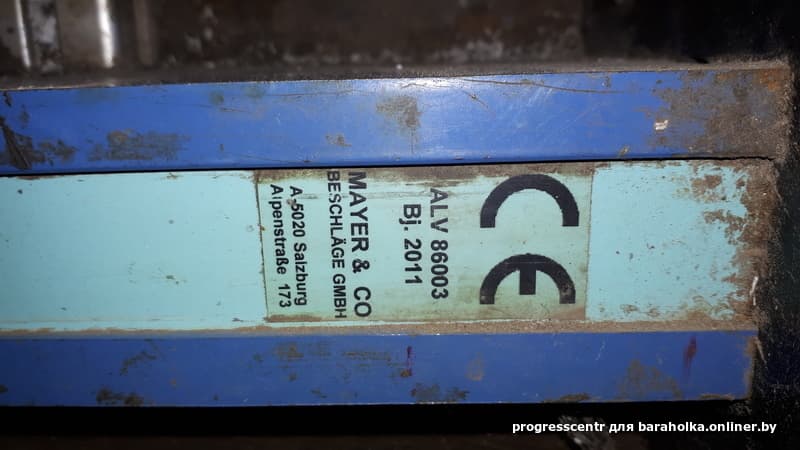 CE
ALV 86003
Bj. 2011
MAYER & CO
BESCHLÄGE GMBH
A-5020 Salzburg
Alpenstraße 173
progresscentr для baraholka.onliner.by